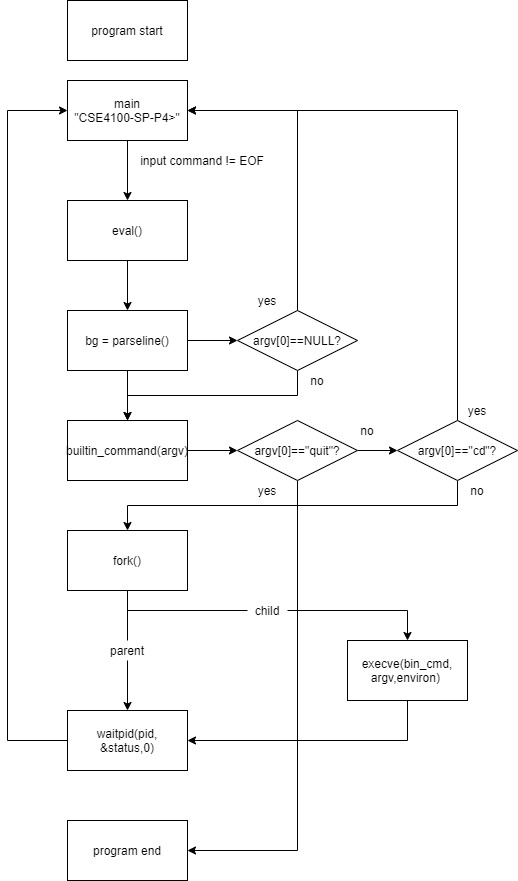 program start
main
"CSE4100-SP-P4>"
input command != EOF
eval()
yes
bg = parseline()
argv[0]==NULL?
no
yes
no
builtin_command(argv)
argv[0]=="quit"?
argv[0]=="cd"?
yes
no
fork()
child
parent
execve(bin_cmd,
argv,environ)
waitpid(pid,
&status,0)
program end